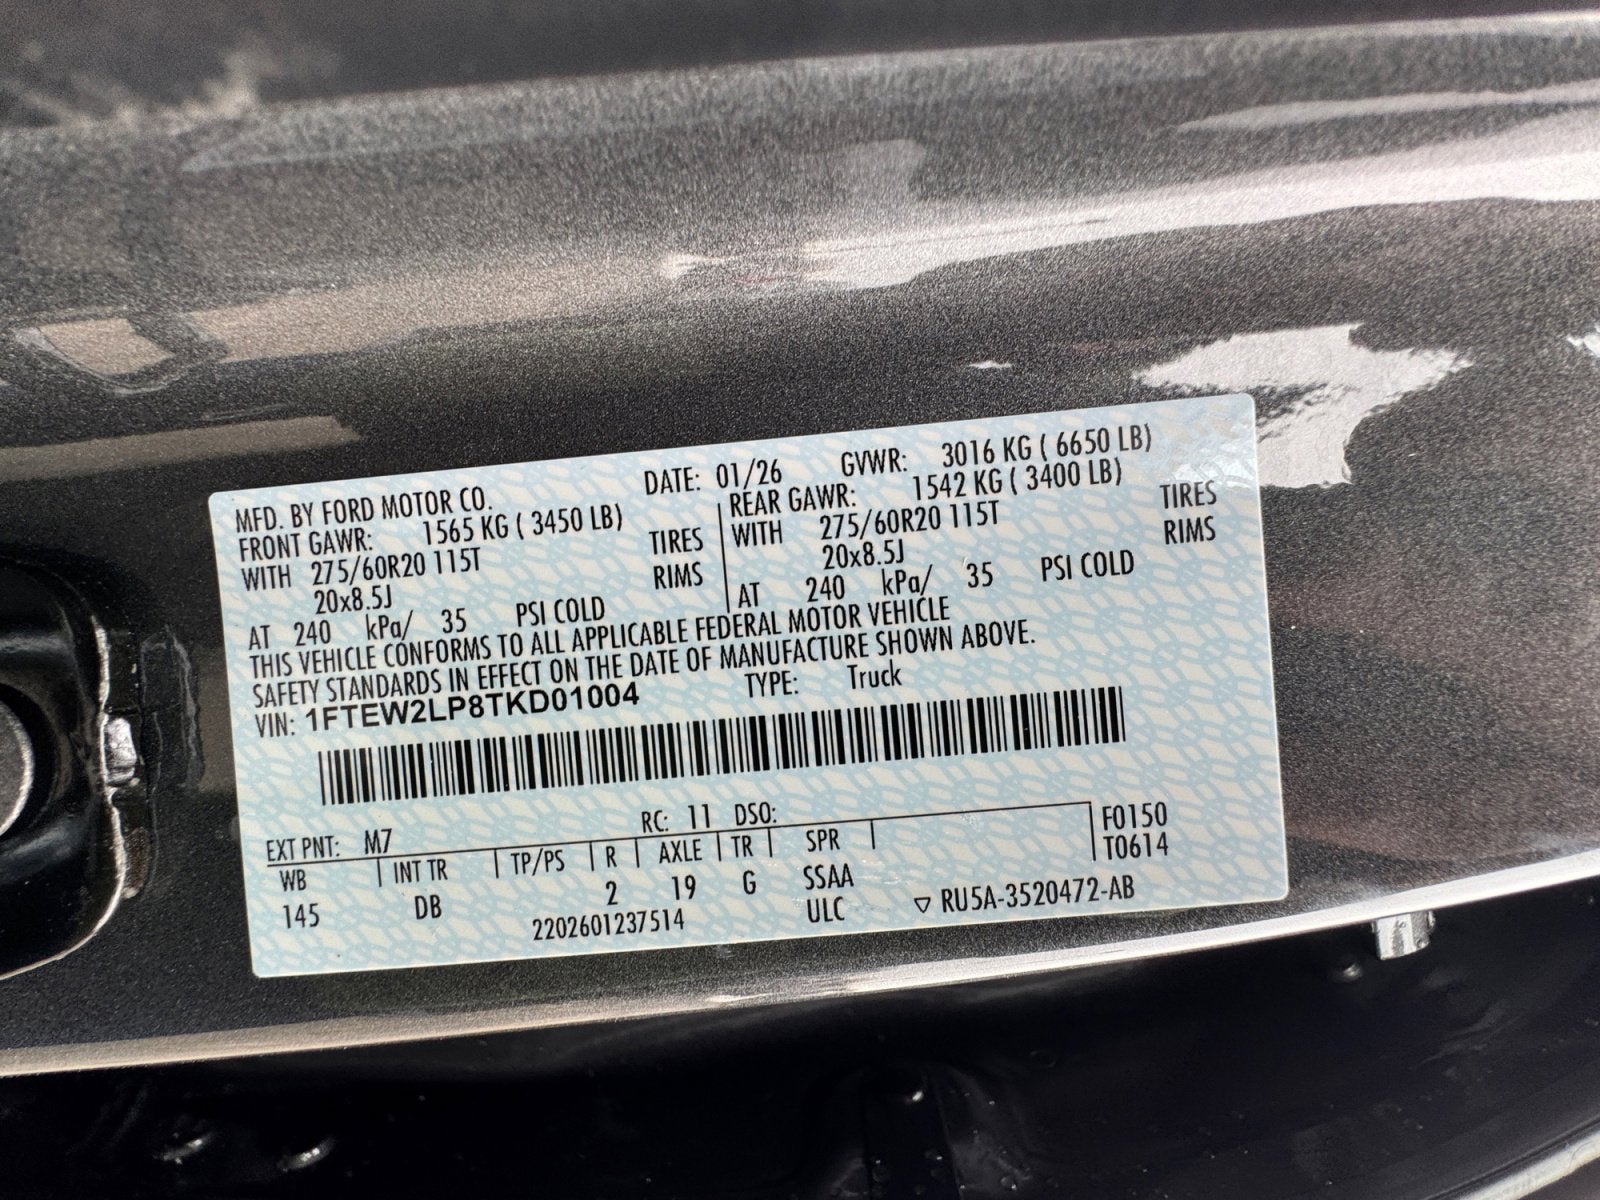 MFD. BY FORD MOTOR CO. DATE: 01/26 GVWR: 3016 KG ( 6650 LB)
FRONT GAWR: 1565 KG ( 3450 LB) REAR GAWR: 1542 KG ( 3400 LB)
WITH 275/60R20 115T TIRES WITH 275/60R20 115T TIRES
20x8.5J RIMS 20x8.5J RIMS
AT 240 kPa/ 35 PSI COLD AT 240 kPa/ 35 PSI COLD
THIS VEHICLE CONFORMS TO ALL APPLICABLE FEDERAL MOTOR VEHICLE
SAFETY STANDARDS IN EFFECT ON THE DATE OF MANUFACTURE SHOWN ABOVE.
VIN: 1FTEW2LP8TKD01004 TYPE: Truck
EXT PNT: M7 RC: 11 DSO: F0150
WB INT TR TP/PS R AXLE TR SPR T0614
145 DB 2 19 G SSAA
2202601237514 ULC RU5A-3520472-AB